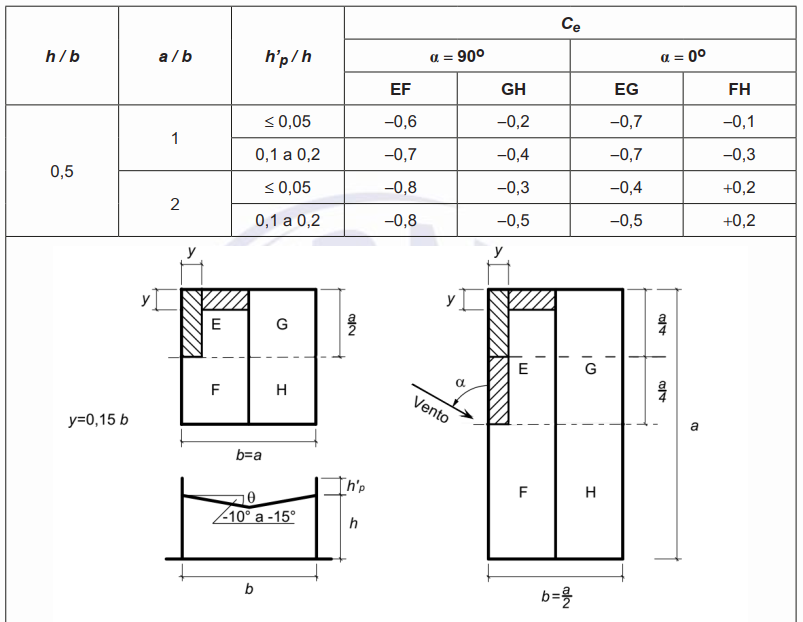 h / b a / b h’p / h Ce
α = 90º α = 0º
EF GH EG FH
0,5 1 ≤ 0,05 –0,6 –0,2 –0,7 –0,1
0,1 a 0,2 –0,7 –0,4 –0,7 –0,3
2 ≤ 0,05 –0,8 –0,3 –0,4 +0,2
0,1 a 0,2 –0,8 –0,5 –0,5 +0,2
y y
y E G a/2 y a/4
F H α E G a/4
Vento a
y=0,15 b
b=a
h'p F H
θ
-10° a -15° h
b b=a/2